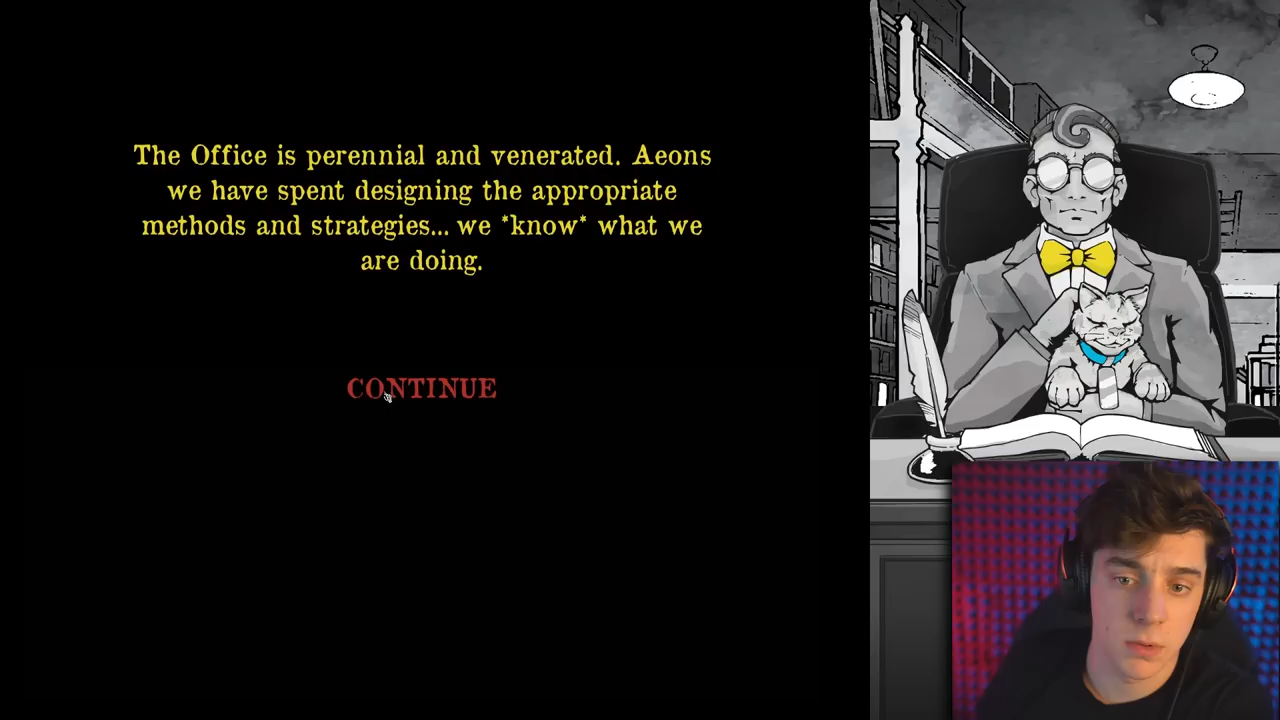 The Office is perennial and venerated. Aeons
we have spent designing the appropriate
methods and strategies... we *know* what we
are doing.
CONTINUE